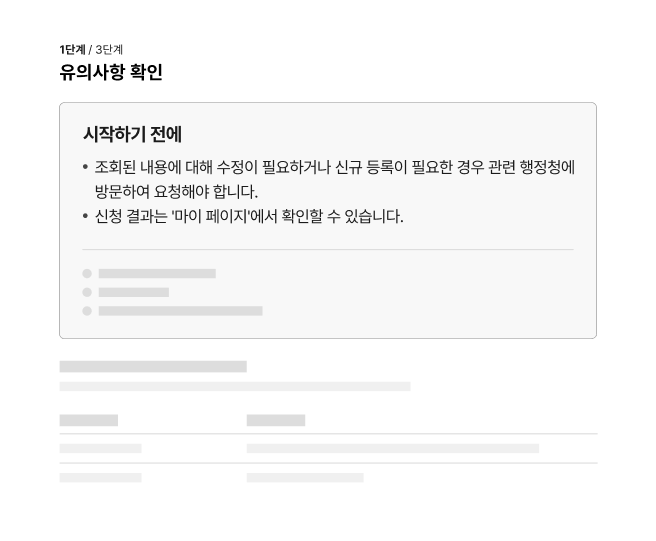 1단계 / 3단계
유의사항 확인
시작하기 전에
• 조회된 내용에 대해 수정이 필요하거나 신규 등록이 필요한 경우 관련 행정청에
방문하여 요청해야 합니다.
• 신청 결과는 '마이 페이지'에서 확인할 수 있습니다.